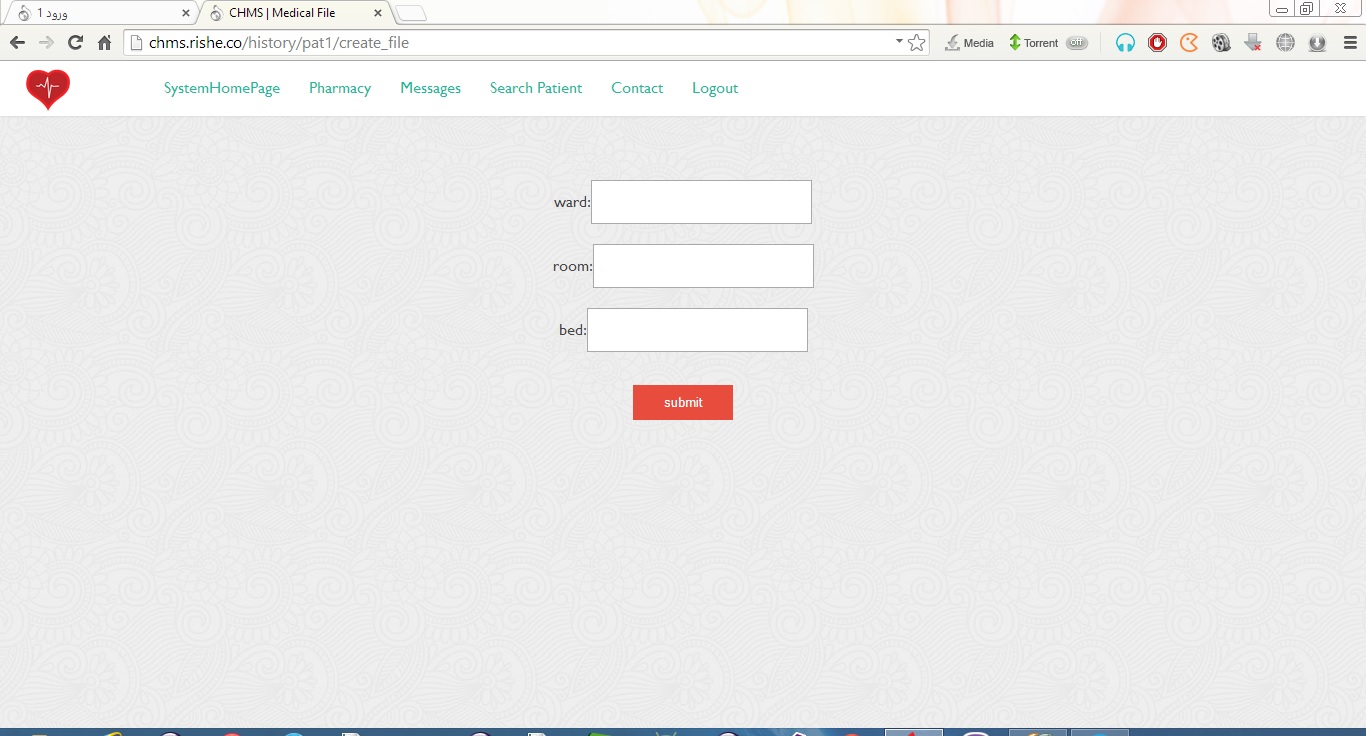 ورود 1
CHMS | Medical File
chms.rishe.co/history/pat1/create_file
Media
Torrent
Off
SystemHomePage
Pharmacy
Messages
Search Patient
Contact
Logout
ward:
room:
bed:
submit